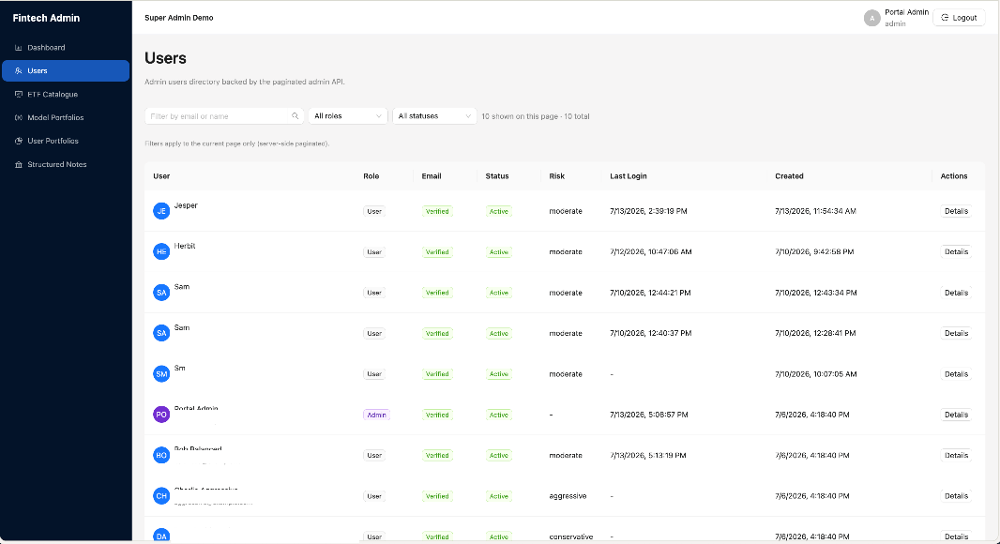 Fintech Admin
Super Admin Demo
A
Portal Admin
admin
Logout
Dashboard
Users
ETF Catalogue
Model Portfolios
User Portfolios
Structured Notes
Users
Admin users directory backed by the paginated admin API.
Filter by email or name
All roles
All statuses
10 shown on this page · 10 total
Filters apply to the current page only (server-side paginated).
User Role Email Status Risk Last Login Created Actions
JE Jesper User Verified Active moderate 7/13/2026, 2:39:19 PM 7/13/2026, 11:54:34 AM Details
HE Herbit User Verified Active moderate 7/12/2026, 10:47:06 AM 7/10/2026, 9:42:58 PM Details
SA Sam User Verified Active moderate 7/10/2026, 12:44:21 PM 7/10/2026, 12:43:34 PM Details
SA Sam User Verified Active moderate 7/10/2026, 12:40:37 PM 7/10/2026, 12:28:41 PM Details
SM Sm User Verified Active moderate - 7/10/2026, 10:07:05 AM Details
PO Portal Admin Admin Verified Active - 7/13/2026, 5:08:57 PM 7/6/2026, 4:18:40 PM Details
BO Bob Balanced User Verified Active moderate 7/13/2026, 5:13:19 PM 7/6/2026, 4:18:40 PM Details
CH Charlie Aggressive User Verified Active aggressive - 7/6/2026, 4:18:40 PM Details
DA User Verified Active conservative - 7/6/2026, 4:18:40 PM Details